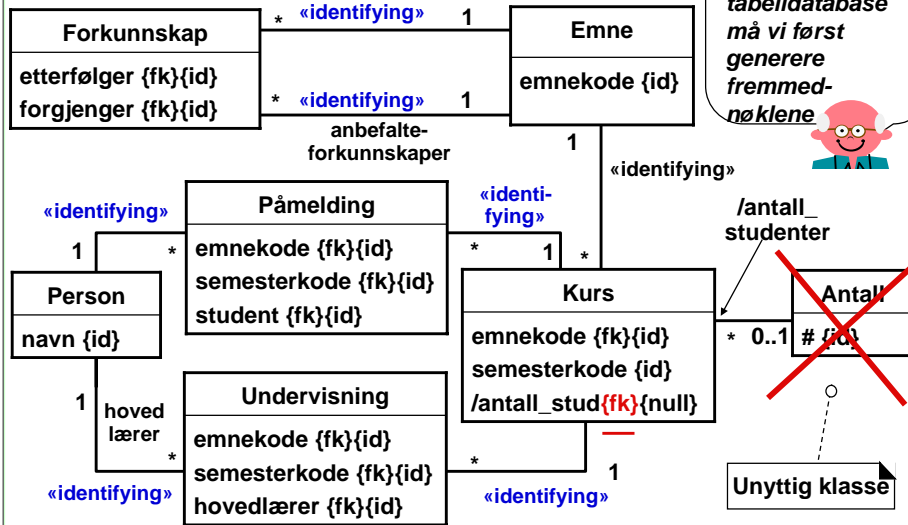 tabelldatabase
må vi først
generere
fremmed-
nøklene
* «identifying» 1
Forkunnskap
etterfølger {fk}{id}
forgjenger {fk}{id}
Emne
emnekode {id}
* «identifying» 1
anbefalte-
forkunnskaper
1
«identifying»
*
«identifying»
1
*
Påmelding
emnekode {fk}{id}
semesterkode {fk}{id}
student {fk}{id}
«identi-
fying»
*
1
/antall_
studenter
Person
navn {id}
Kurs
emnekode {fk}{id}
semesterkode {id}
/antall_stud{fk}{null}
* 0..1
Antall
# {id}
1
hoved
lærer
*
«identifying»
Undervisning
emnekode {fk}{id}
semesterkode {fk}{id}
hovedlærer {fk}{id}
*
1
«identifying»
Unyttig klasse